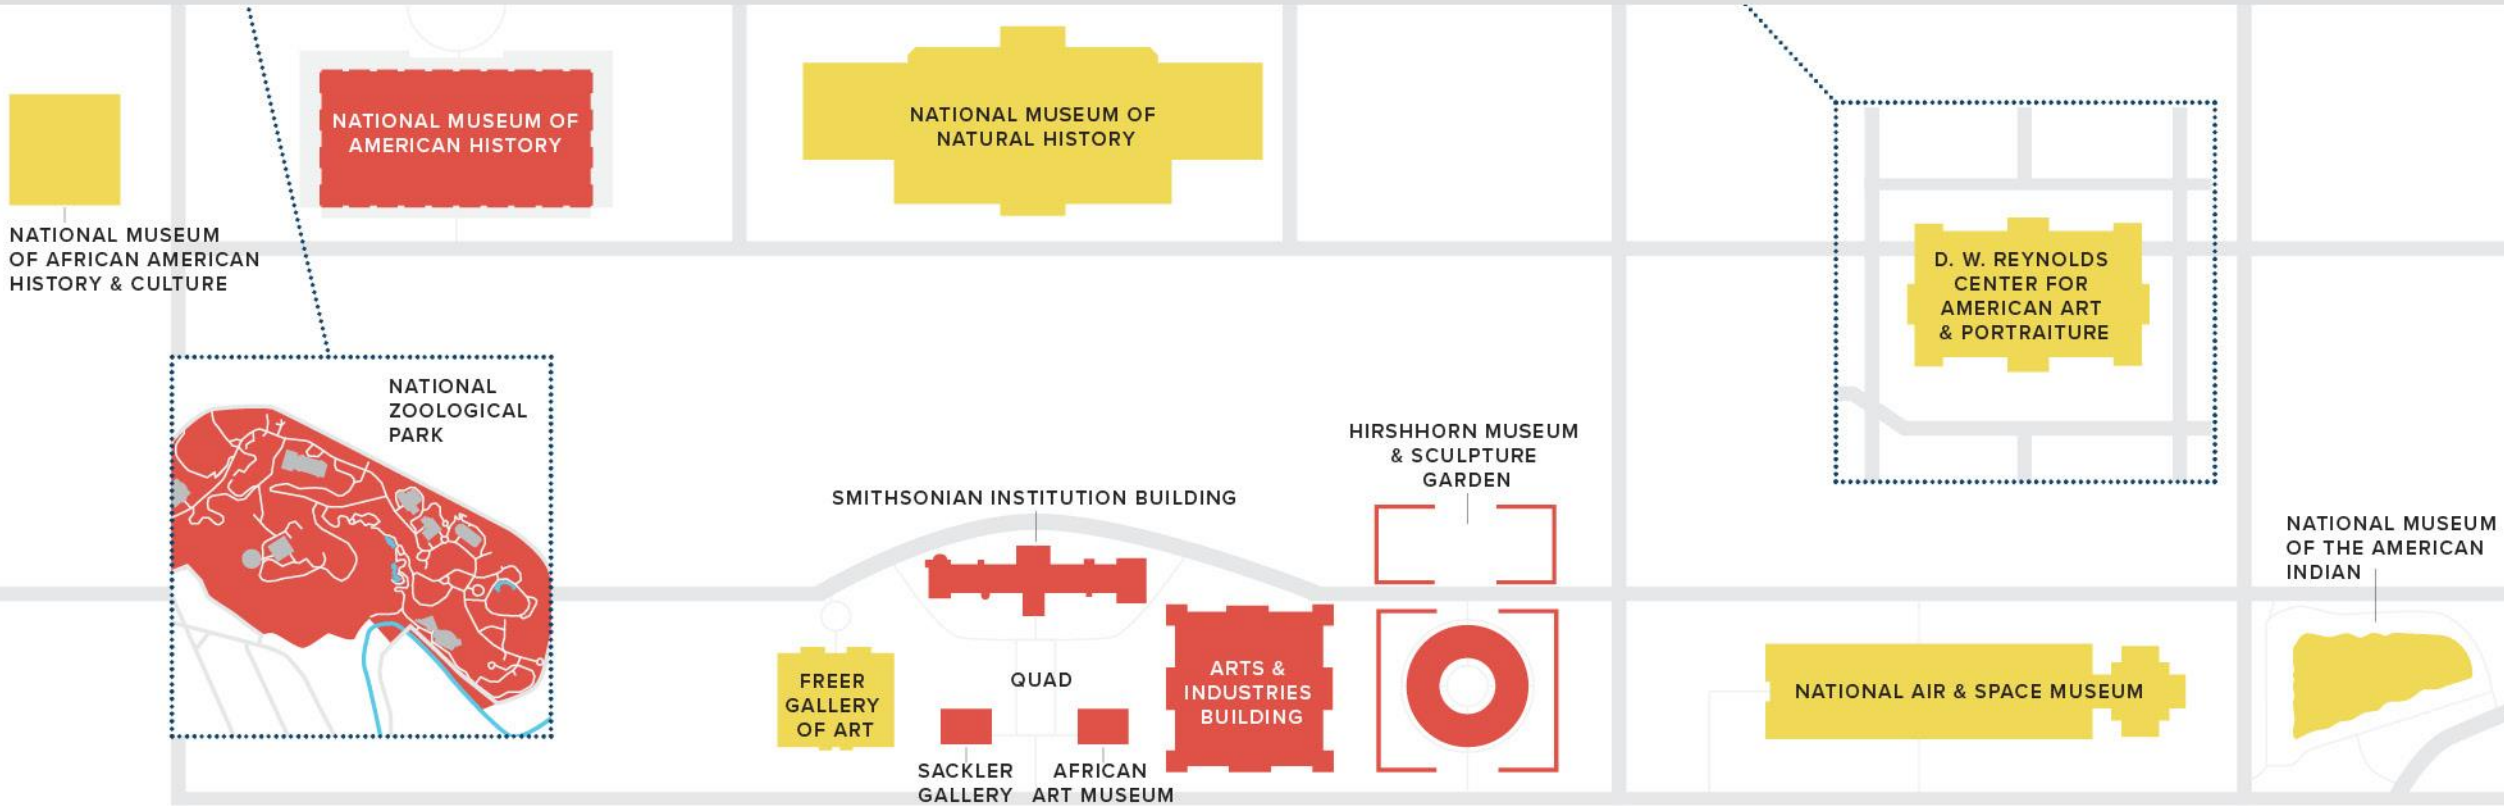 NATIONAL MUSEUM OF
AMERICAN HISTORY
NATIONAL MUSEUM OF
NATURAL HISTORY
NATIONAL MUSEUM
OF AFRICAN AMERICAN
HISTORY & CULTURE
D. W. REYNOLDS
CENTER FOR
AMERICAN ART
& PORTRAITURE
NATIONAL
ZOOLOGICAL
PARK
HIRSHHORN MUSEUM
& SCULPTURE
GARDEN
SMITHSONIAN INSTITUTION BUILDING
NATIONAL MUSEUM
OF THE AMERICAN
INDIAN
FREER
GALLERY
OF ART
QUAD
ARTS &
INDUSTRIES
BUILDING
NATIONAL AIR & SPACE MUSEUM
SACKLER
GALLERY
AFRICAN
ART MUSEUM